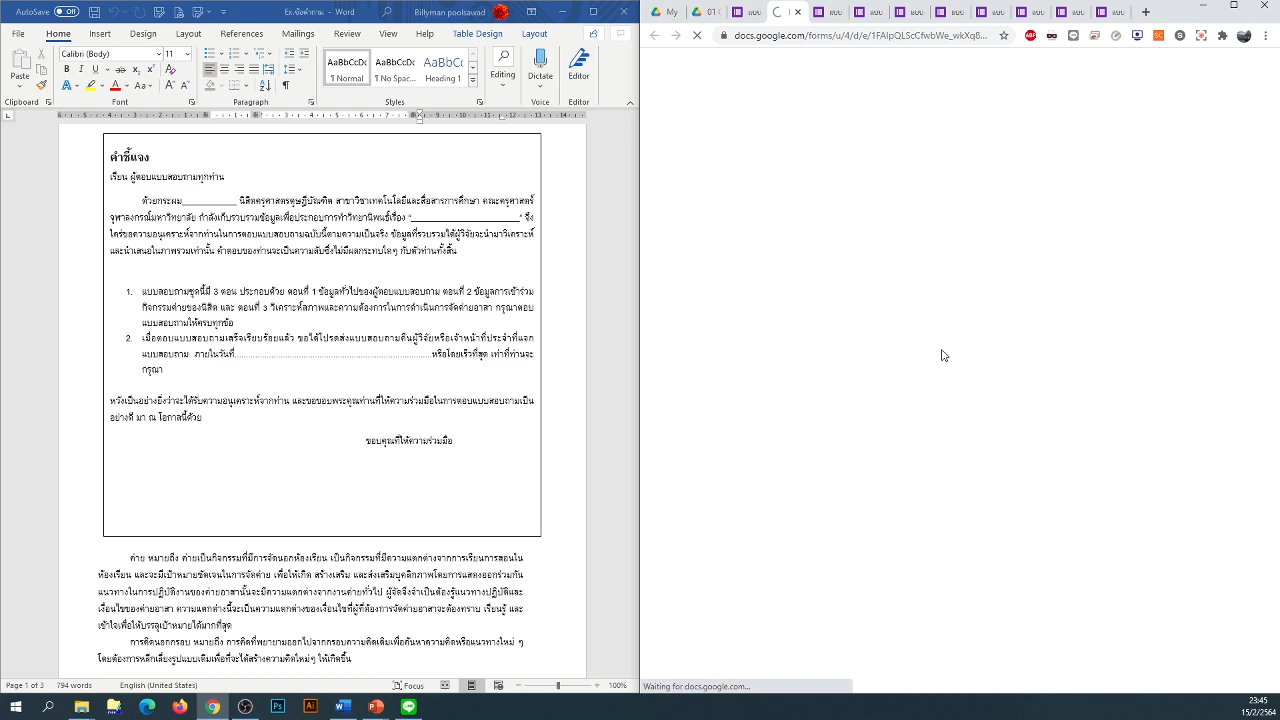 AutoSave Off Ex.ข้อคำถาม - Word Billyman poolsawad
My 01 แบบ แบบ แบบ แบบ แบบ แบบ แบบ แบบ แบบ
File Home Insert Design Layout References Mailings Review View Help Table Design Layout
docs.google.com/forms/u/4/d/e/1FAIpQLScCfwbWe_wkXq8...
Calibri (Body) 11
Paste
AaBbCcDc AaBbCcDc AaBbCc
¶ Normal ¶ No Spac... Heading 1
Editing Dictate Editor
Clipboard Font Paragraph Styles Voice Editor
คำชี้แจง
เรียน ผู้ตอบแบบสอบถามทุกท่าน
ด้วยกระผม___________ นิสิตครุศาสตรดุษฎีบัณฑิต สาขาวิชาเทคโนโลยีและสื่อสารการศึกษา คณะครุศาสตร์
จุฬาลงกรณ์มหาวิทยาลัย กำลังเก็บรวบรวมข้อมูลเพื่อประกอบการทำวิทยานิพนธ์เรื่อง "______________________" จึง
ใคร่ขอความอนุเคราะห์จากท่านในการตอบแบบสอบถามฉบับนี้ตามความเป็นจริง ข้อมูลที่รวบรวมได้ผู้วิจัยจะนำมาวิเคราะห์
และนำเสนอในภาพรวมเท่านั้น คำตอบของท่านจะเป็นความลับซึ่งไม่มีผลกระทบใดๆ กับตัวท่านทั้งสิ้น
1. แบบสอบถามชุดนี้มี 3 ตอน ประกอบด้วย ตอนที่ 1 ข้อมูลทั่วไปของผู้ตอบแบบสอบถาม ตอนที่ 2 ข้อมูลการเข้าร่วม
กิจกรรมค่ายของนิสิต และ ตอนที่ 3 วิเคราะห์สภาพและความต้องการในการดำเนินการจัดค่ายอาสา กรุณาตอบ
แบบสอบถามให้ครบทุกข้อ
2. เมื่อตอบแบบสอบถามเสร็จเรียบร้อยแล้ว ขอได้โปรดส่งแบบสอบถามคืนผู้วิจัยหรือเจ้าหน้าที่ประจำที่แจก
แบบสอบถาม ภายในวันที่..................................................................หรือโดยเร็วที่สุด เท่าที่ท่านจะ
กรุณา
หวังเป็นอย่างยิ่งว่าจะได้รับความอนุเคราะห์จากท่าน และขอขอบพระคุณท่านที่ให้ความร่วมมือในการตอบแบบสอบถามเป็น
อย่างดี มา ณ โอกาสนี้ด้วย
ขอบคุณที่ให้ความร่วมมือ
ค่าย หมายถึง ค่ายเป็นกิจกรรมที่มีการจัดนอกห้องเรียน เป็นกิจกรรมที่มีความแตกต่างจากการเรียนการสอนใน
ห้องเรียน และจะมีเป้าหมายชัดเจนในการจัดค่าย เพื่อให้เกิด สร้างเสริม และส่งเสริมบุคลิกภาพโดยการแสดงออกร่วมกัน
แนวทางในการปฏิบัติงานของค่ายอาสานั้นจะมีความแตกต่างจากงานค่ายทั่วไป ผู้จัดจึงจำเป็นต้องรู้แนวทางปฏิบัติและ
เงื่อนไขของค่ายอาสา ความแตกต่างนี้จะเป็นความแตกต่างของเงื่อนไขที่ผู้ที่ต้องการจัดค่ายอาสาจะต้องทราบ เรียนรู้ และ
เข้าใจเพื่อให้บรรลุเป้าหมายได้มากที่สุด
การคิดนอกกรอบ หมายถึง การคิดที่พยายามออกไปจากกรอบความคิดเดิมเพื่อค้นหาความคิดหรือแนวทางใหม่ ๆ
โดยต้องการหลีกเลี่ยงรูปแบบเดิมเพื่อที่จะได้สร้างความคิดใหม่ๆ ให้เกิดขึ้น
Page 1 of 3 794 words English (United States) Focus 100%
Waiting for docs.google.com...
23:45
15/2/2564